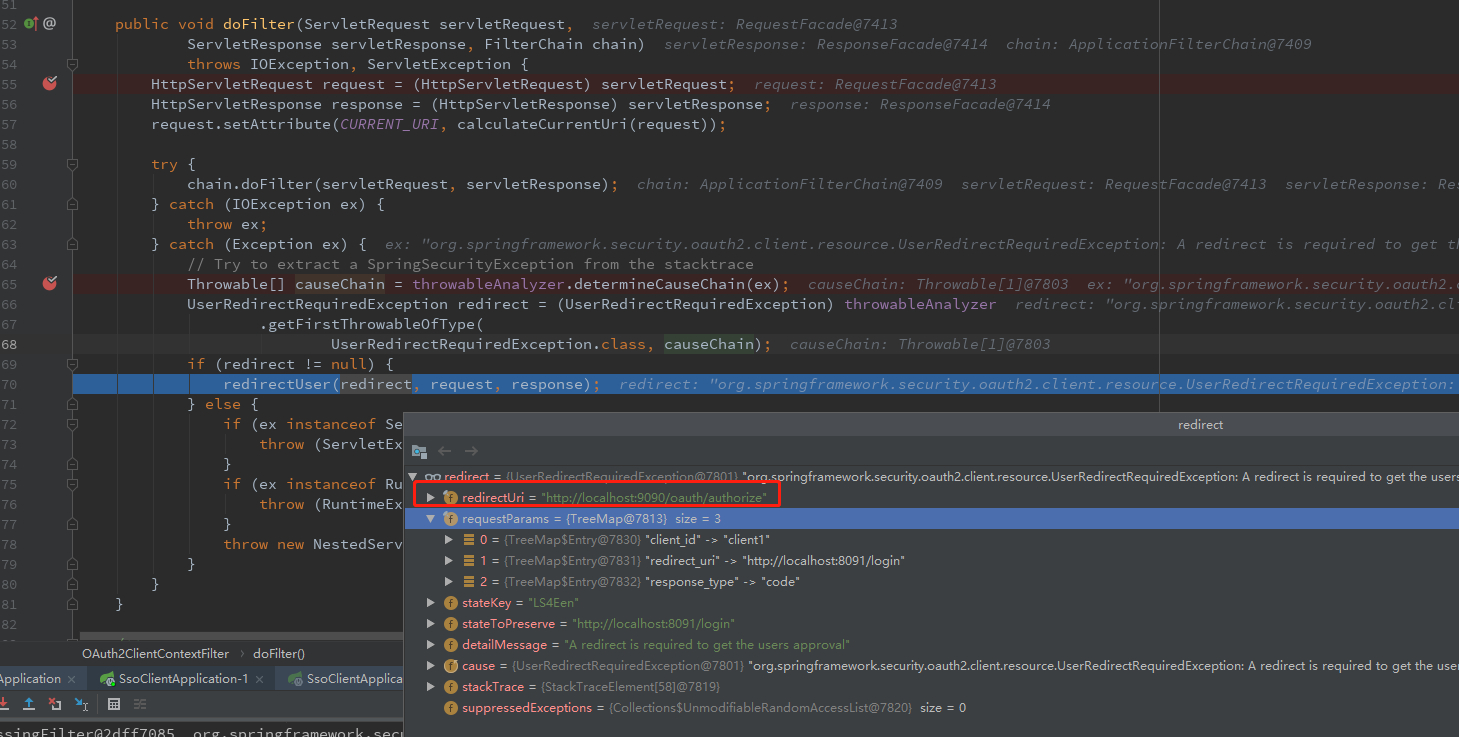 51
52 public void doFilter(ServletRequest servletRequest, servletRequest: RequestFacade@7413
53 ServletResponse servletResponse, FilterChain chain) servletResponse: ResponseFacade@7414 chain: ApplicationFilterChain@7409
54 throws IOException, ServletException {
55 HttpServletRequest request = (HttpServletRequest) servletRequest; request: RequestFacade@7413
56 HttpServletResponse response = (HttpServletResponse) servletResponse; response: ResponseFacade@7414
57 request.setAttribute(CURRENT_URI, calculateCurrentUri(request));
58
59 try {
60 chain.doFilter(servletRequest, servletResponse); chain: ApplicationFilterChain@7409 servletRequest: RequestFacade@7413 servletResponse: Res
61 } catch (IOException ex) {
62 throw ex;
63 } catch (Exception ex) { ex: "org.springframework.security.oauth2.client.resource.UserRedirectRequiredException: A redirect is required to get th
64 // Try to extract a SpringSecurityException from the stacktrace
65 Throwable[] causeChain = throwableAnalyzer.determineCauseChain(ex); causeChain: Throwable[1]@7803 ex: "org.springframework.security.oauth2.c
66 UserRedirectRequiredException redirect = (UserRedirectRequiredException) throwableAnalyzer redirect: "org.springframework.security.oauth2.cli
67 .getFirstThrowableOfType(
68 UserRedirectRequiredException.class, causeChain); causeChain: Throwable[1]@7803
69 if (redirect != null) {
70 redirectUser(redirect, request, response); redirect: "org.springframework.security.oauth2.client.resource.UserRedirectRequiredException:
71 } else {
72 if (ex instanceof Se
73 throw (ServletEx
74 }
75 if (ex instanceof Ru
76 throw (RuntimeEx
77 }
78 throw new NestedServ
79 }
80 }
81 }
82
redirect
redirect = {UserRedirectRequiredException@7801} "org.springframework.security.oauth2.client.resource.UserRedirectRequiredException: A redirect is required to get the users
redirectUri = "http://localhost:9090/oauth/authorize"
requestParams = {TreeMap@7813} size = 3
0 = {TreeMap$Entry@7830} "client_id" -> "client1"
1 = {TreeMap$Entry@7831} "redirect_uri" -> "http://localhost:8091/login"
2 = {TreeMap$Entry@7832} "response_type" -> "code"
stateKey = "LS4Een"
stateToPreserve = "http://localhost:8091/login"
detailMessage = "A redirect is required to get the users approval"
cause = {UserRedirectRequiredException@7801} "org.springframework.security.oauth2.client.resource.UserRedirectRequiredException: A redirect is required to get the users
stackTrace = {StackTraceElement[58]@7819}
suppressedExceptions = {Collections$UnmodifiableRandomAccessList@7820} size = 0
OAuth2ClientContextFilter › doFilter()
Application × SsoClientApplication-1 × SsoClientApplica
ssingFilter@2dff7085, org.springframework.secu